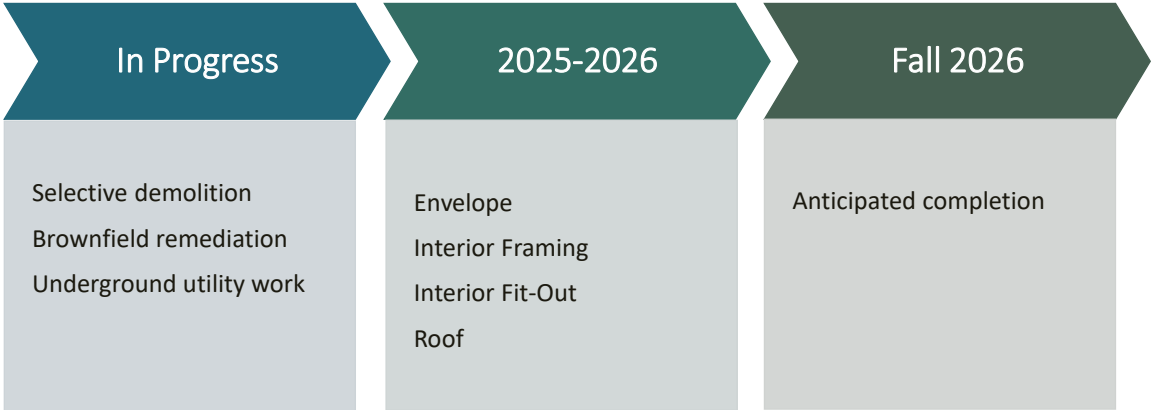 In Progress
Selective demolition
Brownfield remediation
Underground utility work
2025-2026
Envelope
Interior Framing
Interior Fit-Out
Roof
Fall 2026
Anticipated completion